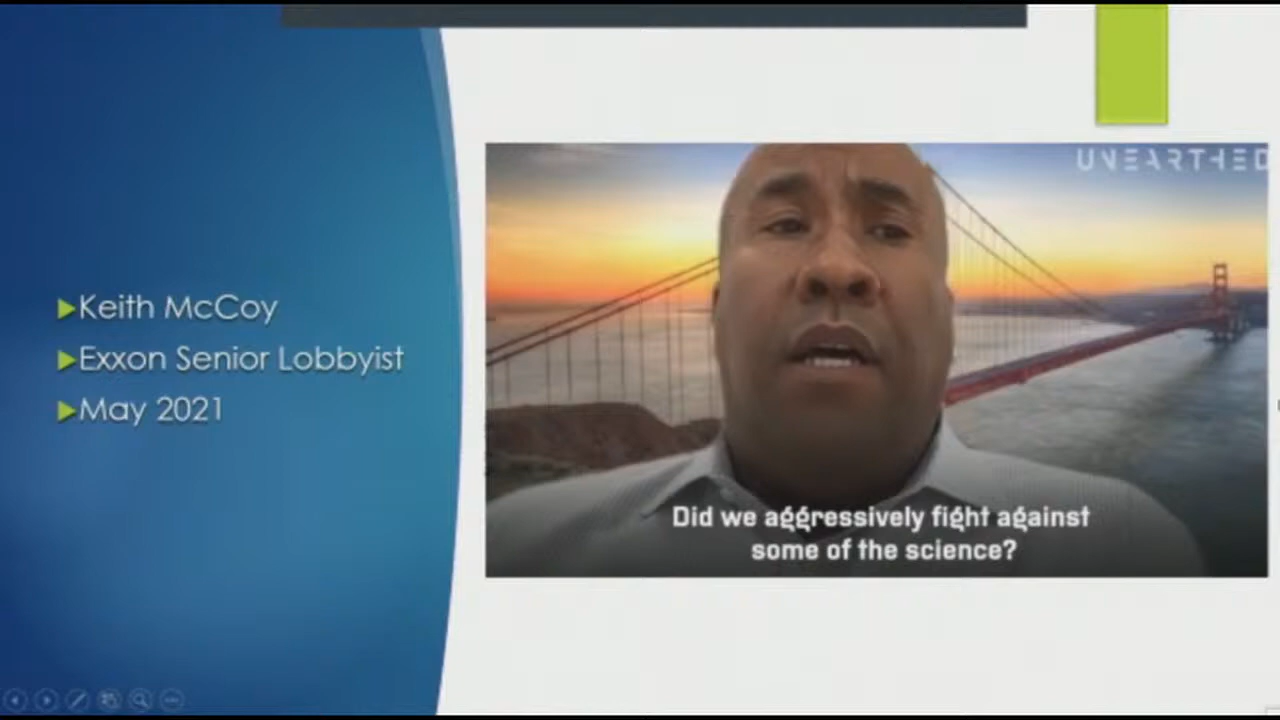 Keith McCoy
Exxon Senior Lobbyist
May 2021
UNEARTHED
Did we aggressively fight against
some of the science?